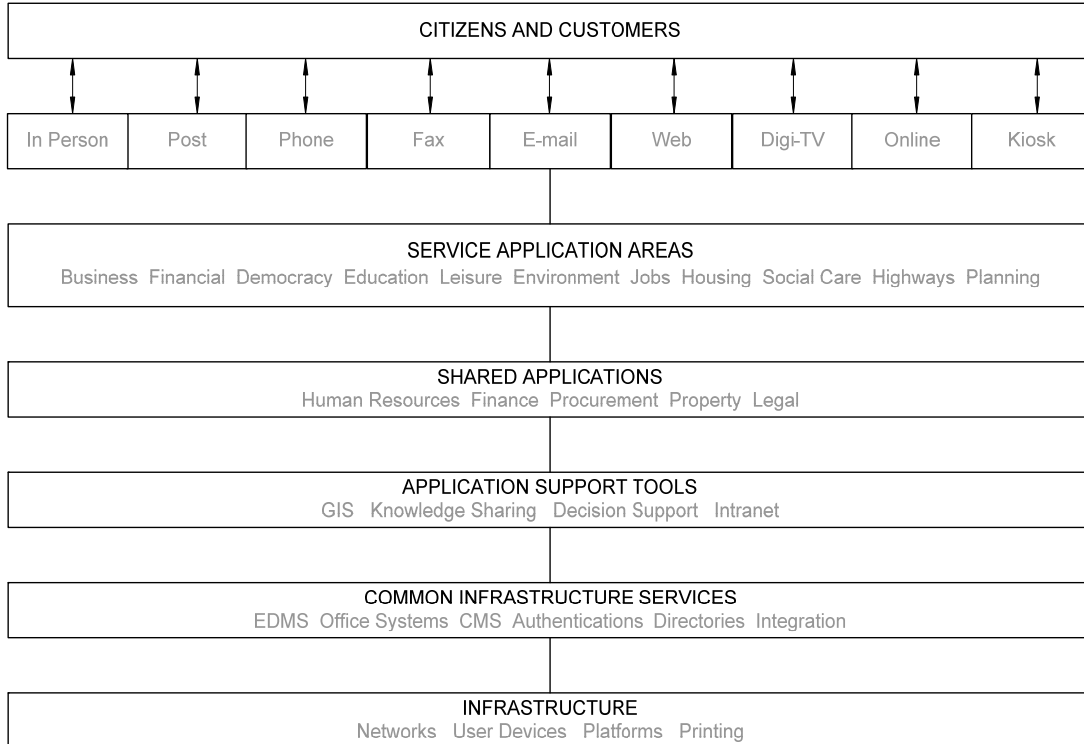 CITIZENS AND CUSTOMERS
In Person Post Phone Fax E-mail Web Digi-TV Online Kiosk
SERVICE APPLICATION AREAS
Business Financial Democracy Education Leisure Environment Jobs Housing Social Care Highways Planning
SHARED APPLICATIONS
Human Resources Finance Procurement Property Legal
APPLICATION SUPPORT TOOLS
GIS Knowledge Sharing Decision Support Intranet
COMMON INFRASTRUCTURE SERVICES
EDMS Office Systems CMS Authentications Directories Integration
INFRASTRUCTURE
Networks User Devices Platforms Printing